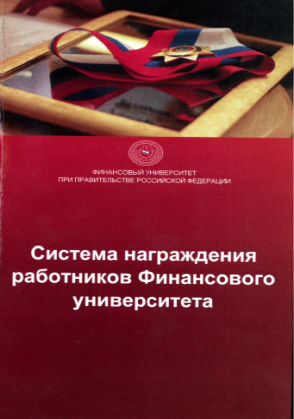 ФИНАНСОВЫЙ УНИВЕРСИТЕТ
ПРИ ПРАВИТЕЛЬСТВЕ РОССИЙСКОЙ ФЕДЕРАЦИИ
Система награждения
работников Финансового
университета